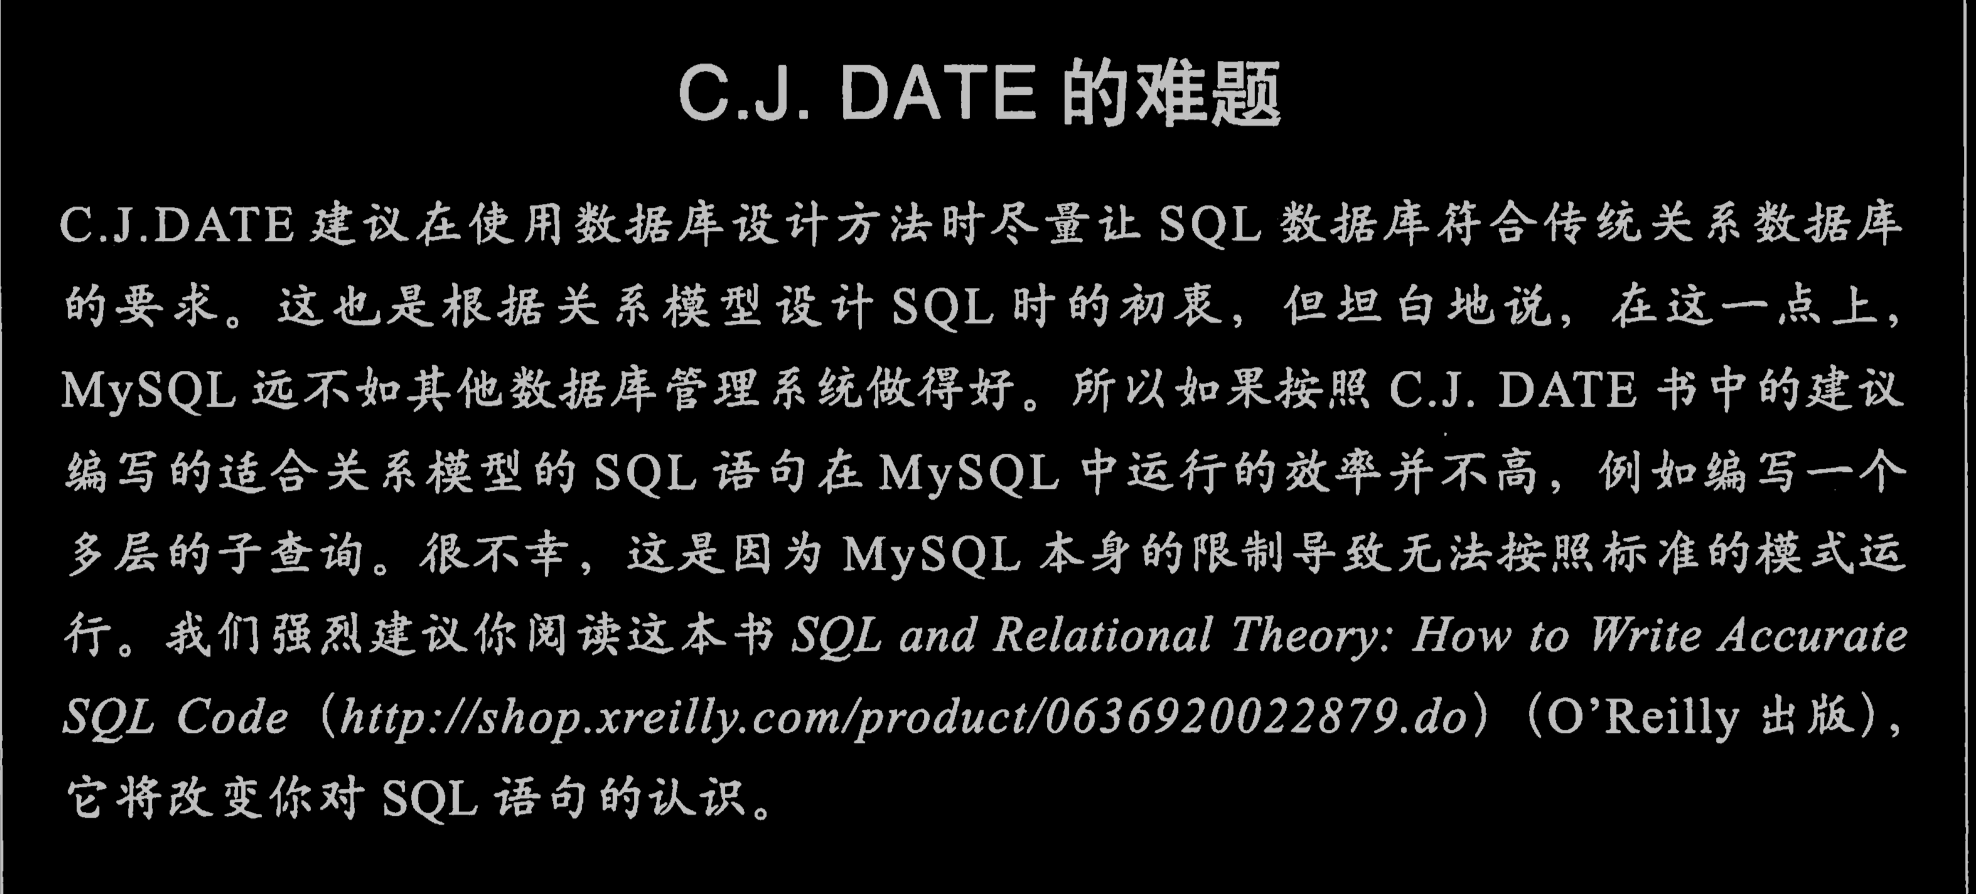 C.J. DATE 的难题
C.J.DATE 建议在使用数据库设计方法时尽量让 SQL 数据库符合传统关系数据库
的要求。这也是根据关系模型设计 SQL 时的初衷，但坦白地说，在这一点上，
MySQL 远不如其他数据库管理系统做得好。所以如果按照 C.J. DATE 书中的建议
编写的适合关系模型的 SQL 语句在 MySQL 中运行的效率并不高，例如编写一个
多层的子查询。很不幸，这是因为 MySQL 本身的限制导致无法按照标准的模式运
行。我们强烈建议你阅读这本书 SQL and Relational Theory: How to Write Accurate
SQL Code（http://shop.xreilly.com/product/0636920022879.do）（O’Reilly 出版），
它将改变你对 SQL 语句的认识。